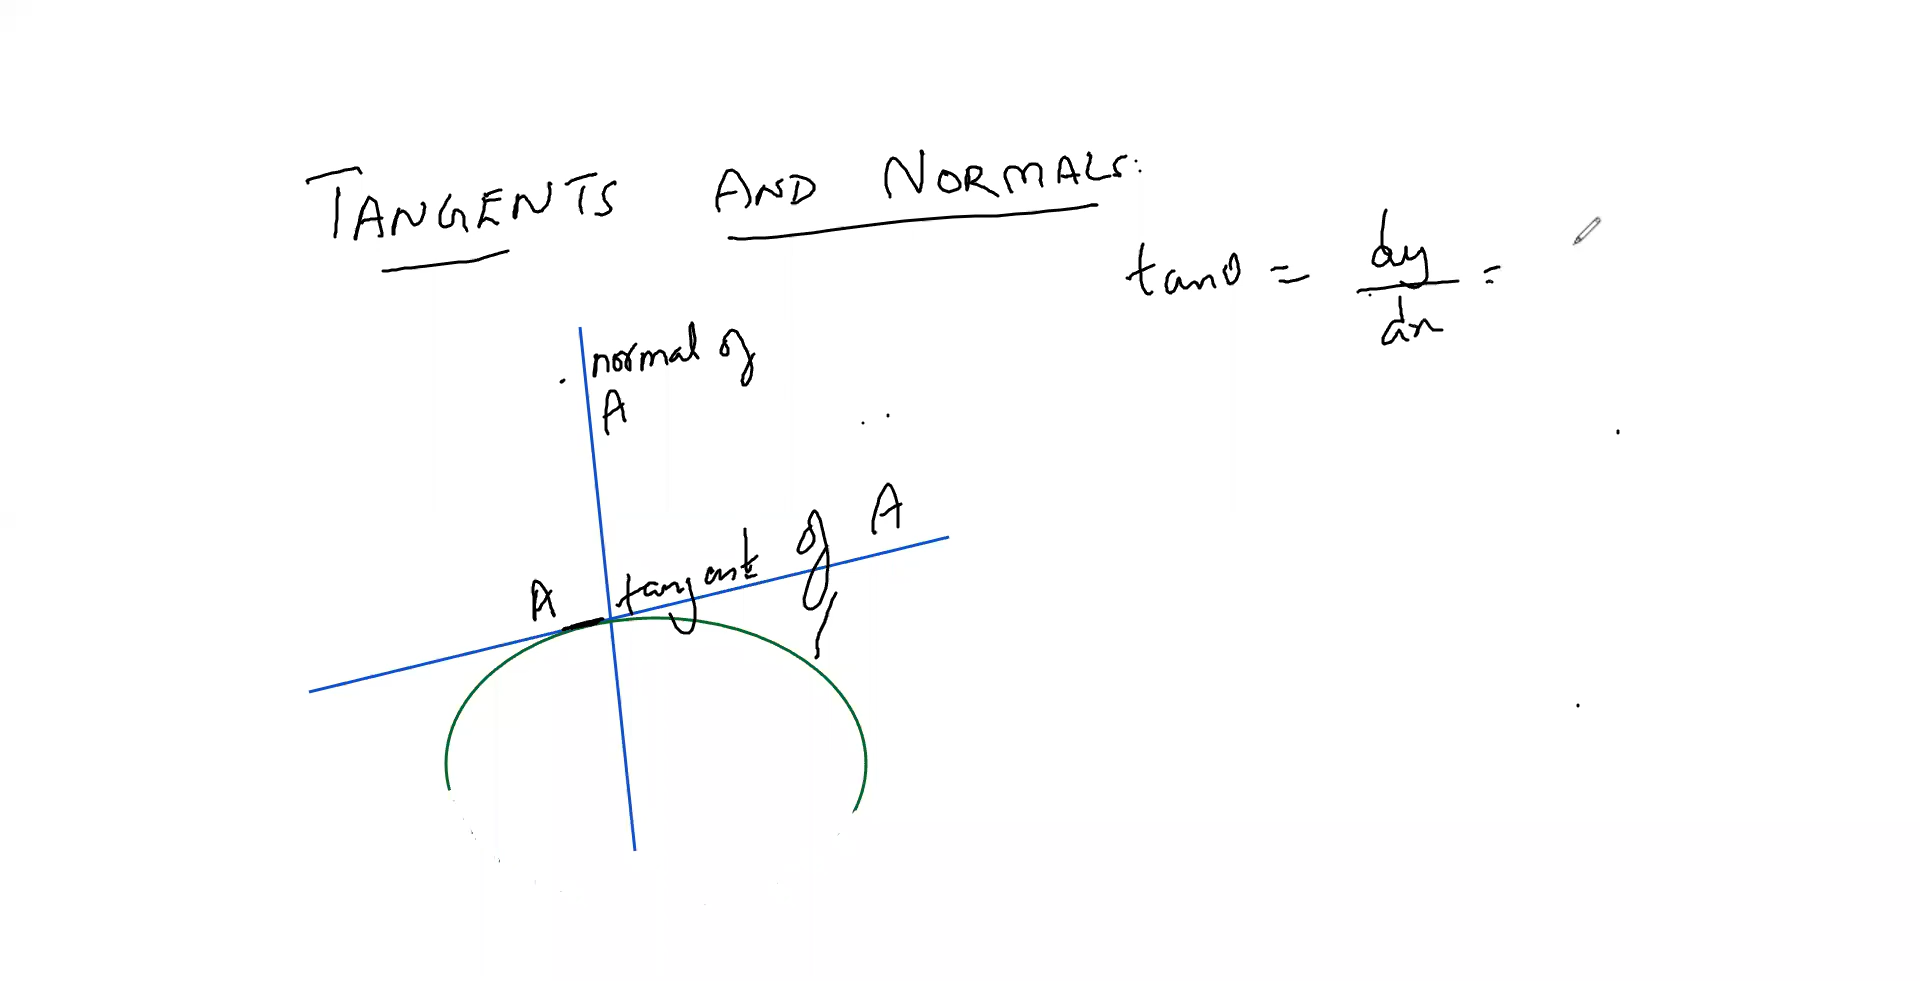 TANGENTS AND NORMALS:
tanθ = dy/dx =
normal of
A
tangent of A
A